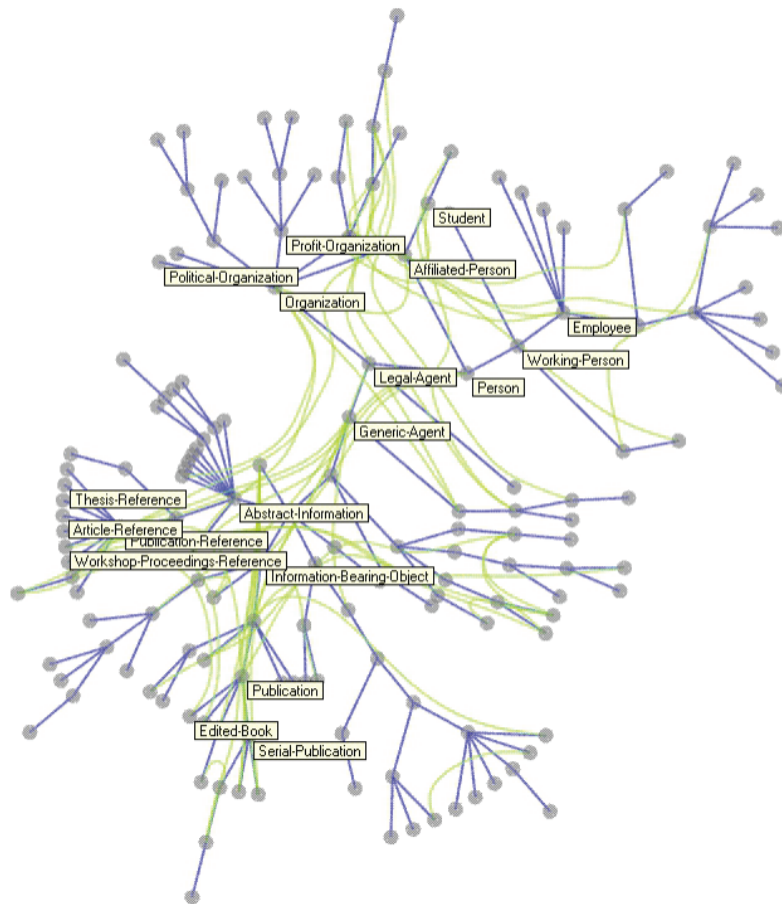 Student
Profit-Organization
Affiliated-Person
Political-Organization
Organization
Employee
Working-Person
Legal-Agent
Person
Generic-Agent
Thesis-Reference
Abstract-Information
Article-Reference
Publication-Reference
Workshop-Proceedings-Reference
Information-Bearing-Object
Publication
Edited-Book
Serial-Publication